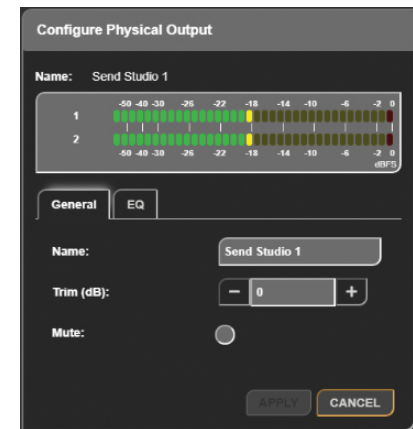 Configure Physical Output
Name: Send Studio 1
-50 -40 -30 -26 -22 -18 -14 -10 -6 -2 0
1
2
-50 -40 -30 -26 -22 -18 -14 -10 -6 -2 0
dBFS
General EQ
Name: Send Studio 1
Trim (dB): − 0 +
Mute:
APPLY CANCEL